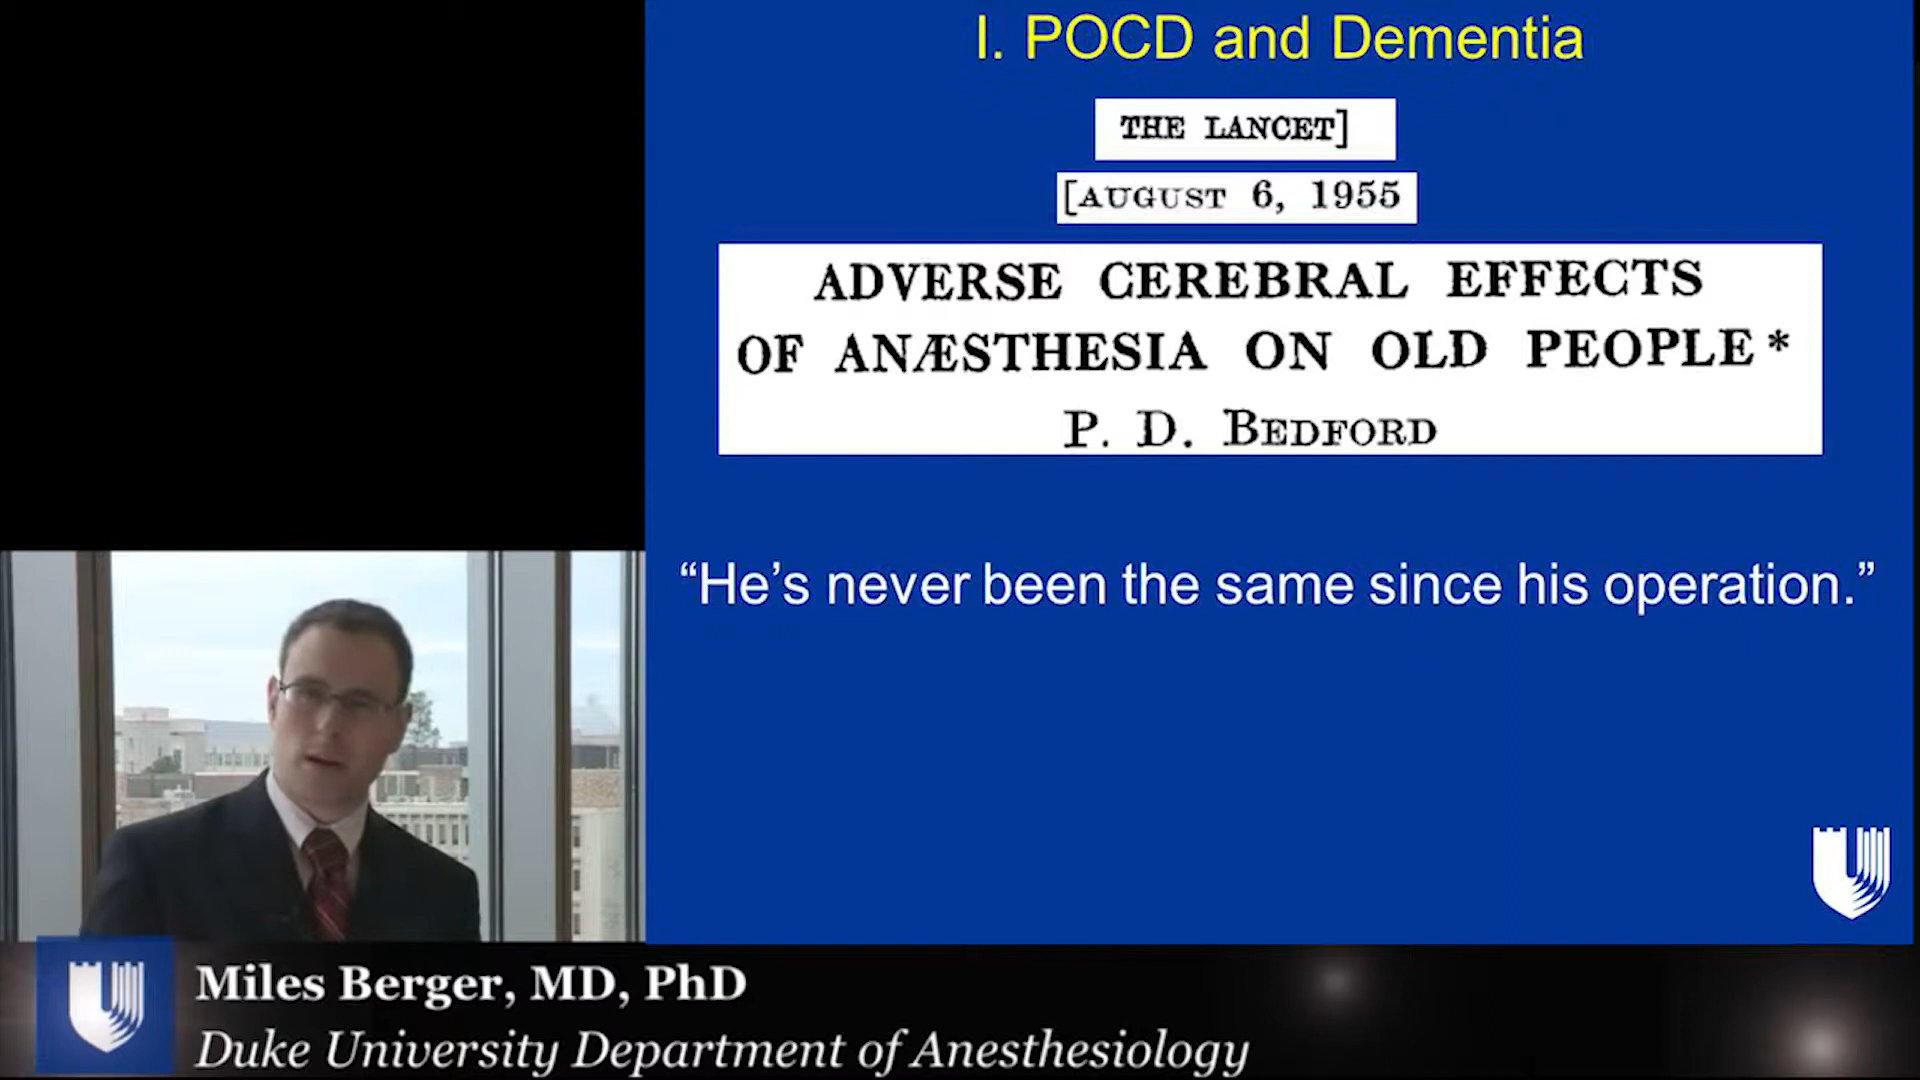 I. POCD and Dementia
THE LANCET]
[AUGUST 6, 1955
ADVERSE CEREBRAL EFFECTS
OF ANÆSTHESIA ON OLD PEOPLE*
P. D. BEDFORD
“He’s never been the same since his operation.”
Miles Berger, MD, PhD
Duke University Department of Anesthesiology